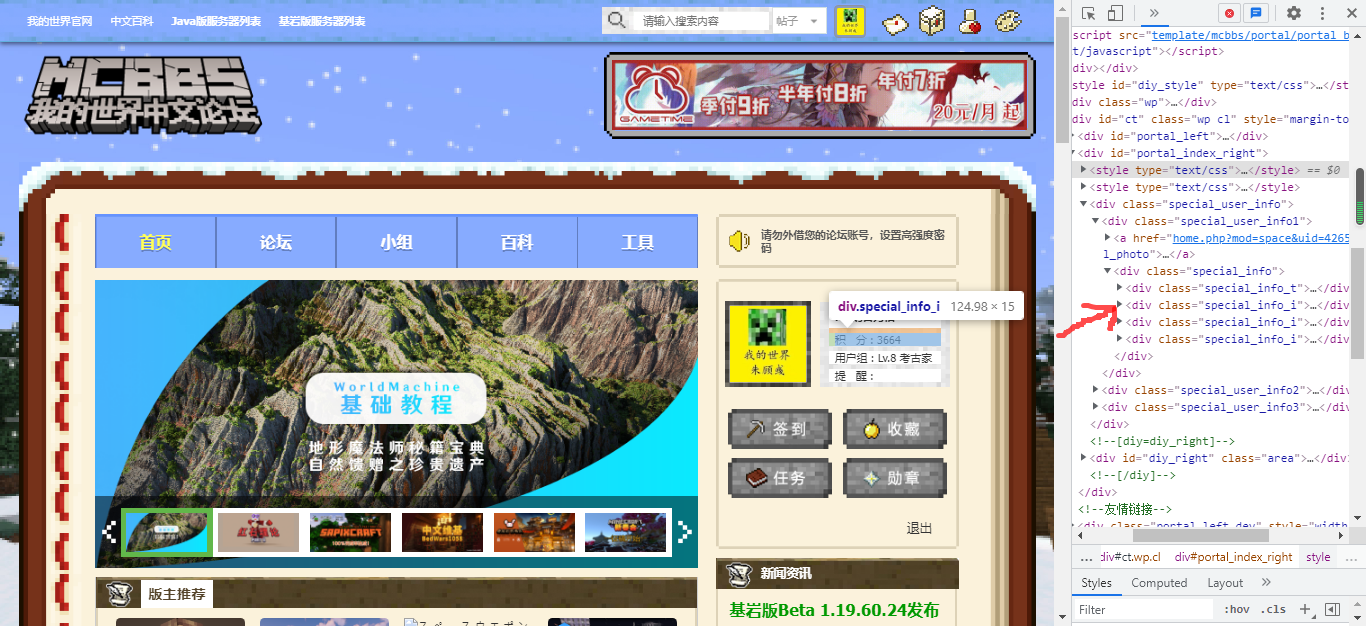 我的世界官网 中文百科 Java版服务器列表 基岩版服务器列表
请输入搜索内容 帖子
MCBBS
我的世界中文论坛
GAMETIME 季付9折 半年付8折 年付7折
20元/月 起
首页 论坛 小组 百科 工具
请勿外借您的论坛账号，设置高强度密
码
WorldMachine
基础教程
地形魔法师秘籍宝典
自然馈赠之珍贵遗产
div.special_info_i 124.98 × 15
我的世界
积 分：3664
用户组：Lv.8 考古家
提 醒：
签到 收藏
任务 勋章
退出
版主推荐
新闻资讯
基岩版Beta 1.19.60.24发布
script src="template/mcbbs/portal/portal_b
t/javascript"></script>
div></div>
style id="diy_style" type="text/css">…</st
div class="wp">…</div>
div id="ct" class="wp cl" style="margin-to
<div id="portal_left">…</div>
<div id="portal_index_right">
<style type="text/css">…</style> == $0
<style type="text/css">…</style>
<div class="special_user_info">
<div class="special_user_info1">
<a href="home.php?mod=space&uid=4265
l_photo">…</a>
<div class="special_info">
<div class="special_info_t">…</div
<div class="special_info_i">…</div
<div class="special_info_i">…</div
<div class="special_info_i">…</div
</div>
</div>
<div class="special_user_info2">…</div
<div class="special_user_info3">…</div
</div>
<!--[diy=diy_right]-->
<div id="diy_right" class="area">…</div>
<!--[/diy]-->
</div>
<!--友情链接-->
<div class="portal_left_dev" style="width
… div#ct.wp.cl div#portal_index_right style …
Styles Computed Layout »
Filter :hov .cls +